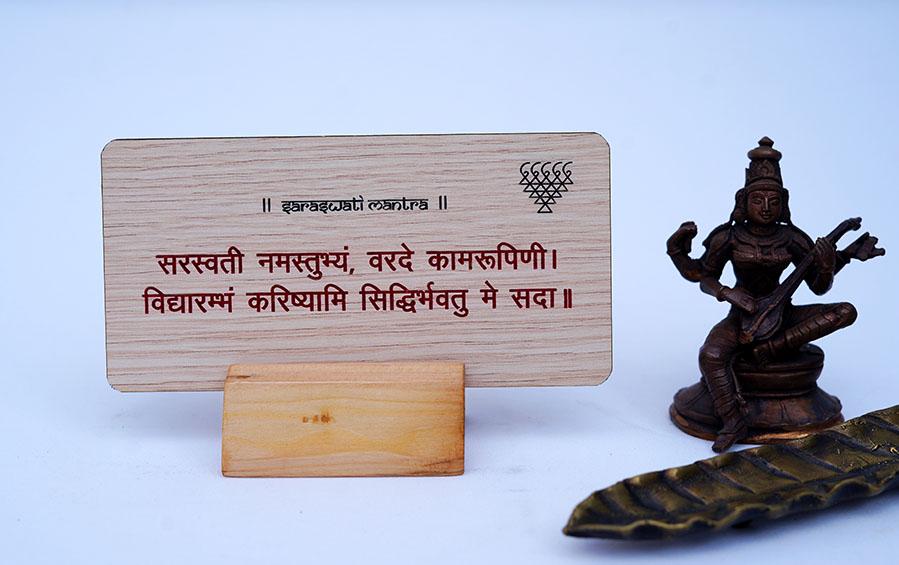 ॥ saraswati mantra ॥
सरस्वती नमस्तुभ्यं, वरदे कामरूपिणी।
विद्यारम्भं करिष्यामि सिद्धिर्भवतु मे सदा॥